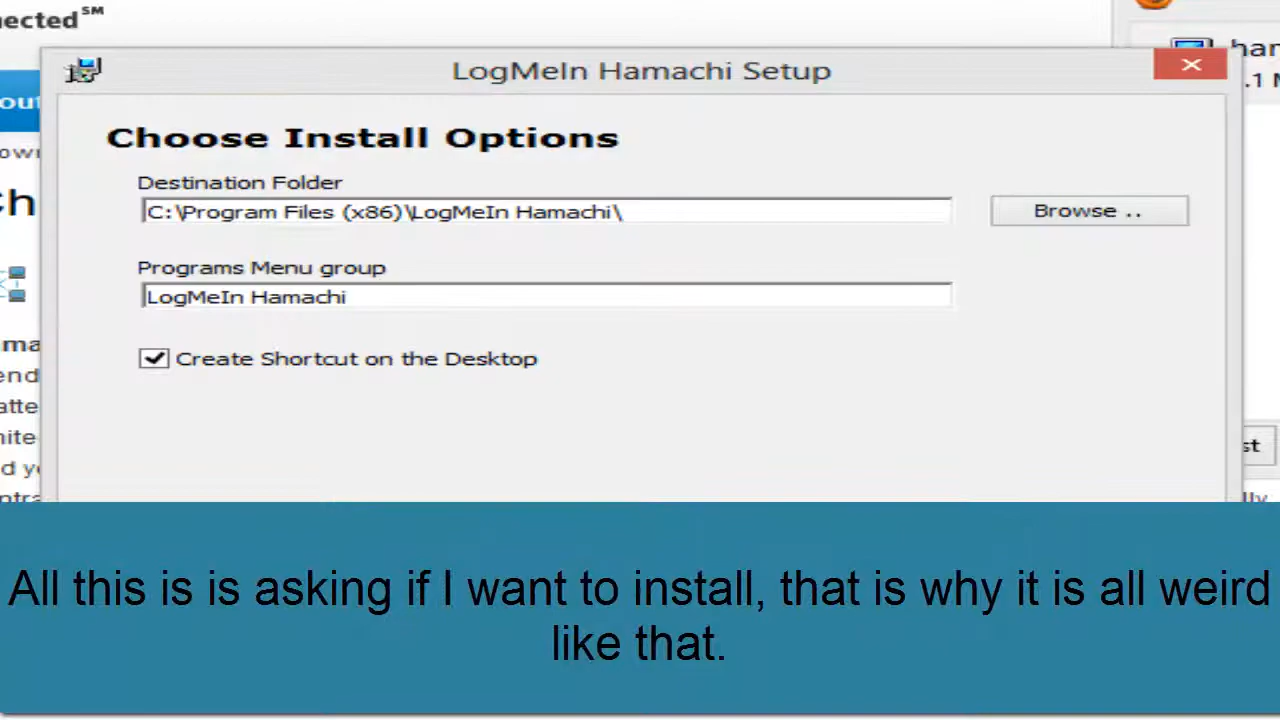 nected℠
LogMeIn Hamachi Setup
Choose Install Options
Destination Folder
C:\Program Files (x86)\LogMeIn Hamachi\
Browse ..
Programs Menu group
LogMeIn Hamachi
Create Shortcut on the Desktop
All this is is asking if I want to install, that is why it is all weird
like that.